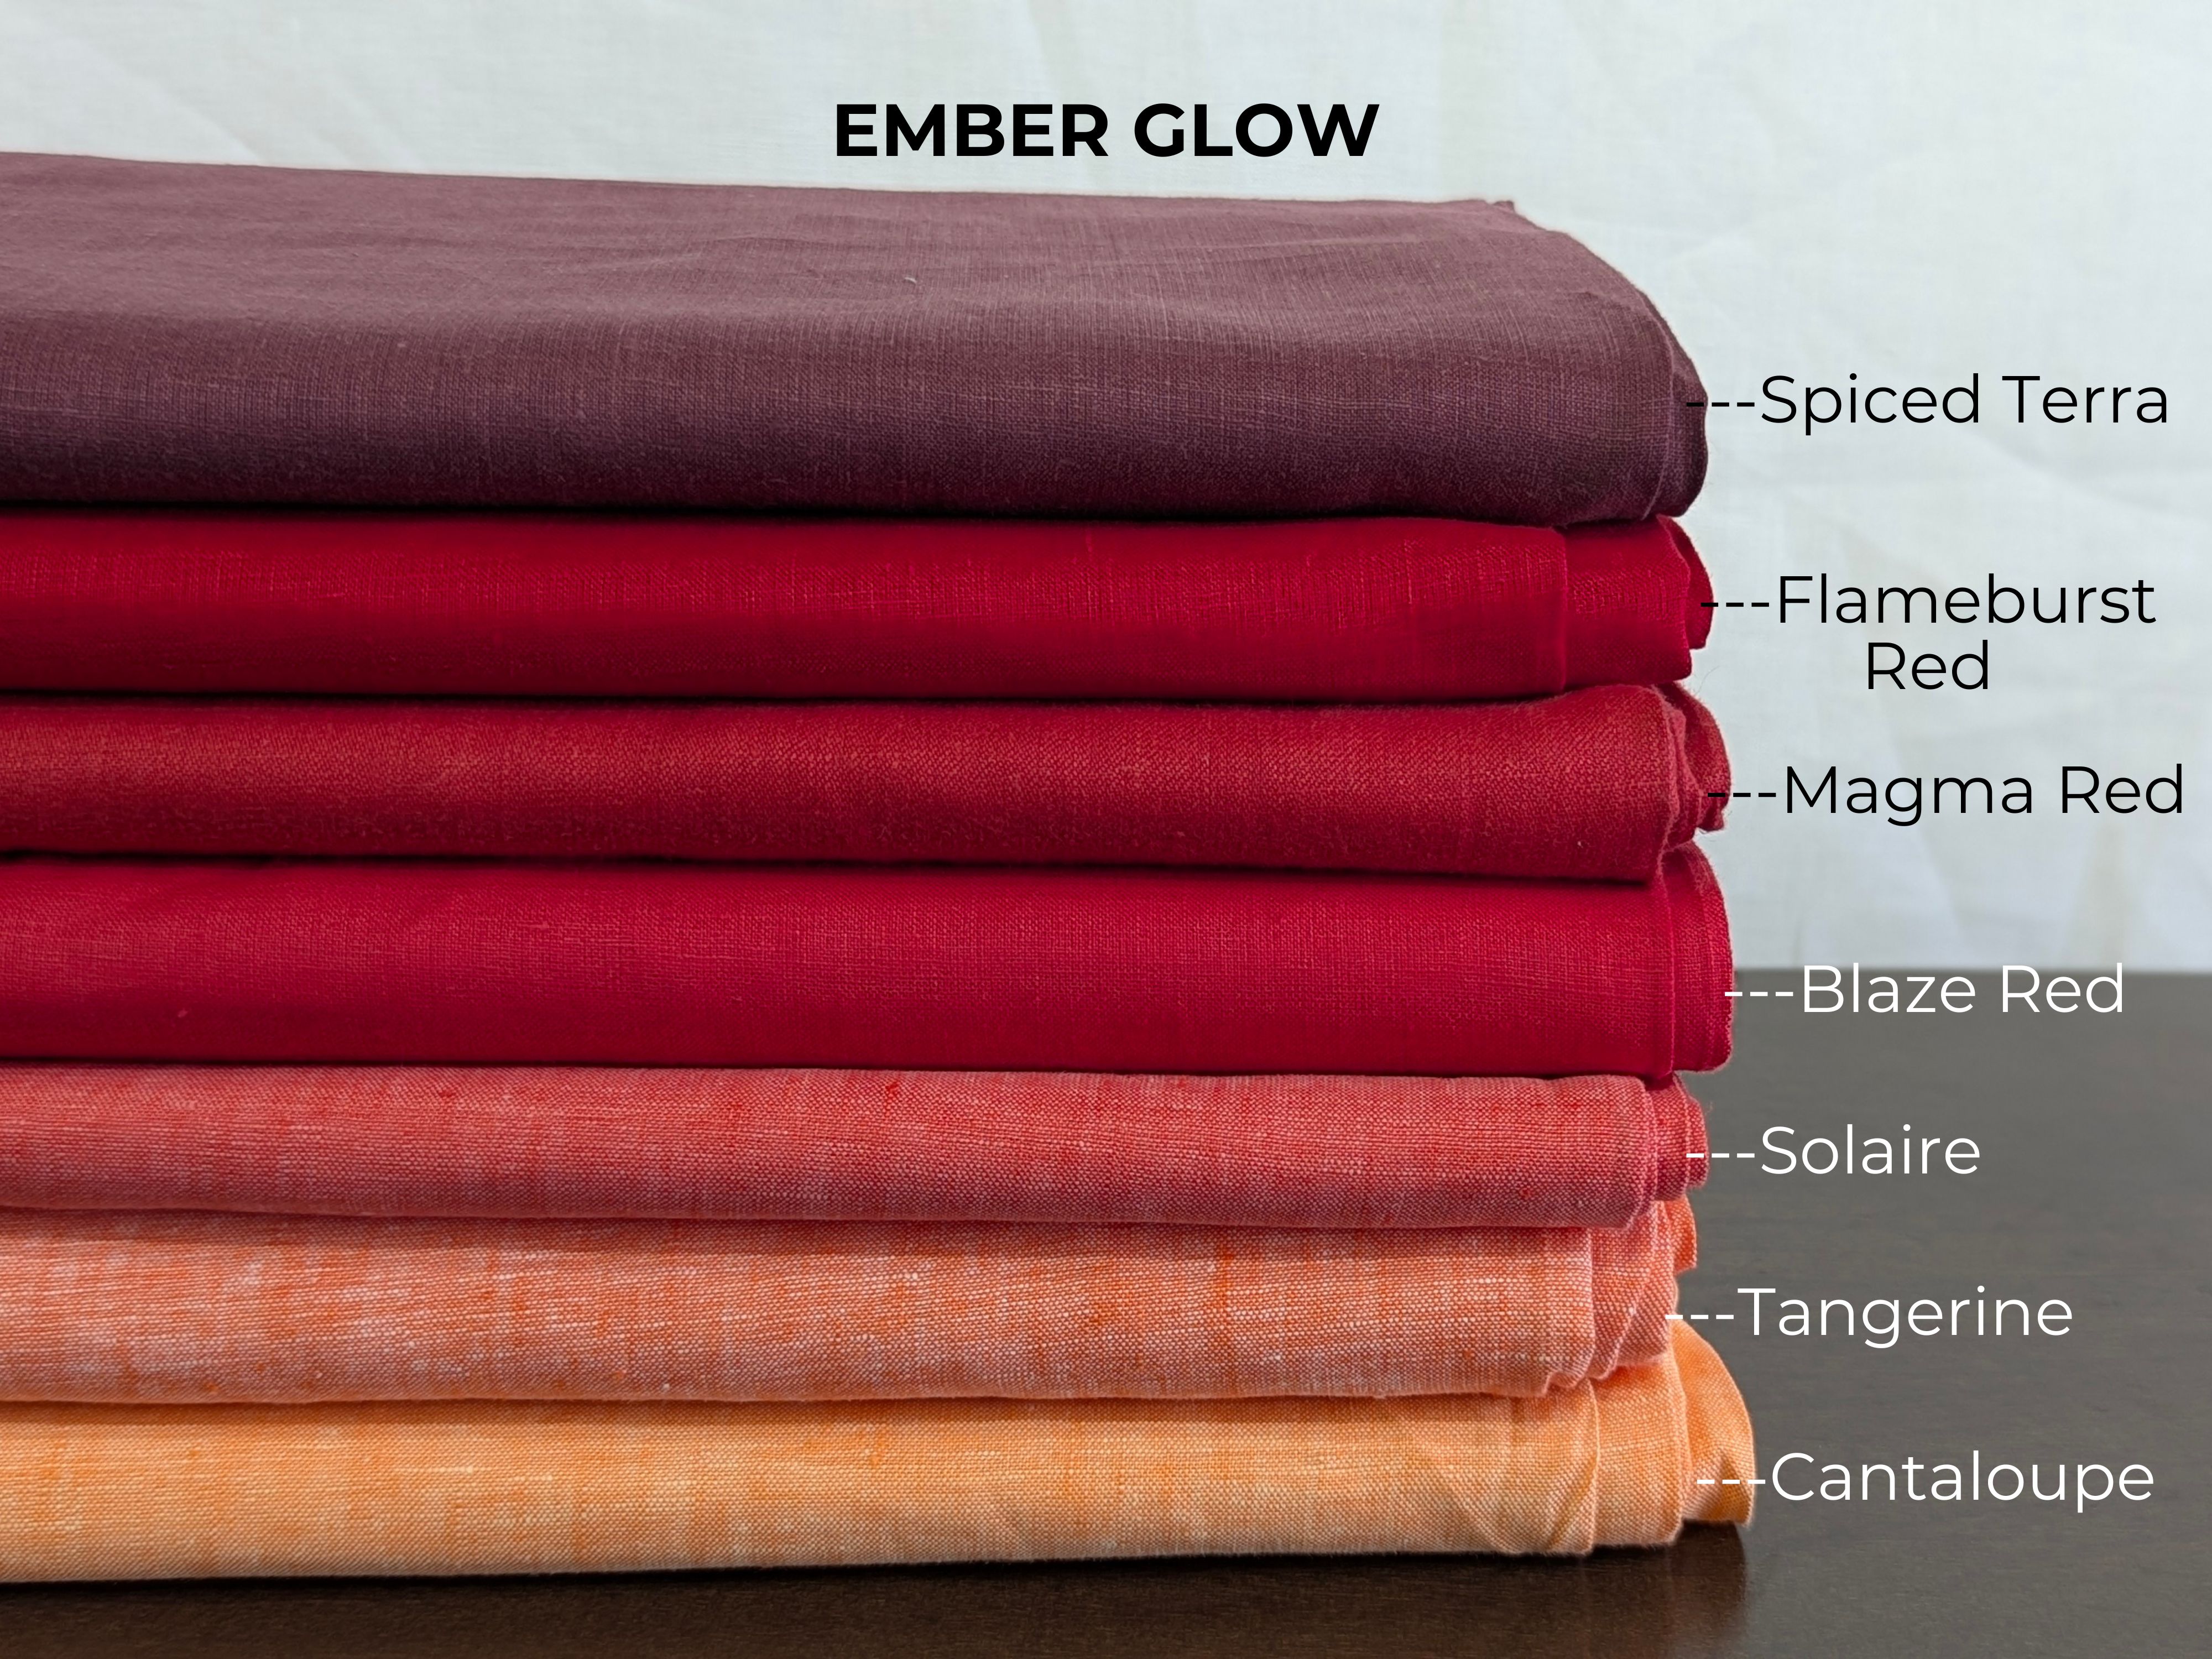 EMBER GLOW
---Spiced Terra
---Flameburst
Red
---Magma Red
---Blaze Red
---Solaire
---Tangerine
---Cantaloupe